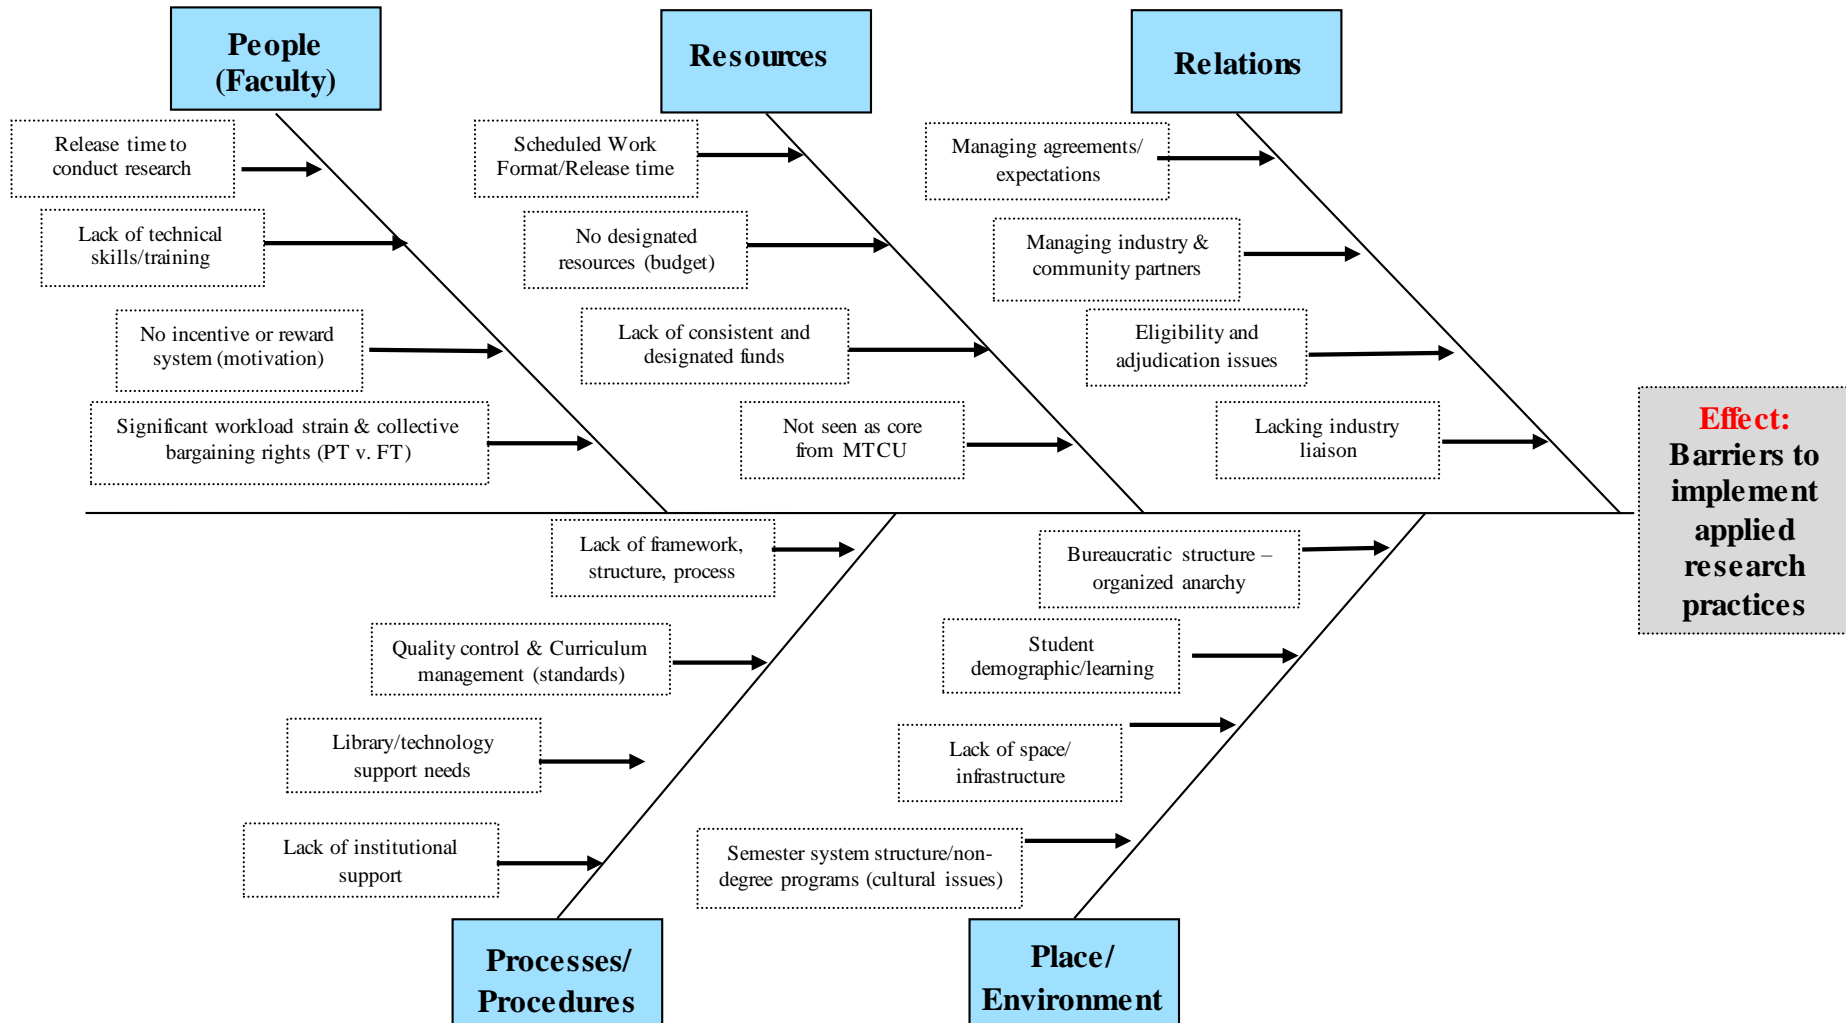 People
(Faculty)
Resources
Relations
Release time to
conduct research
Lack of technical
skills/training
No incentive or reward
system (motivation)
Significant workload strain & collective
bargaining rights (PT v. FT)
Scheduled Work
Format/Release time
No designated
resources (budget)
Lack of consistent and
designated funds
Not seen as core
from MTCU
Managing agreements/
expectations
Managing industry &
community partners
Eligibility and
adjudication issues
Lacking industry
liaison
Effect:
Barriers to
implement
applied
research
practices
Lack of framework,
structure, process
Quality control & Curriculum
management (standards)
Library/technology
support needs
Lack of institutional
support
Bureaucratic structure –
organized anarchy
Student
demographic/learning
Lack of space/
infrastructure
Semester system structure/non-
degree programs (cultural issues)
Processes/
Procedures
Place/
Environment